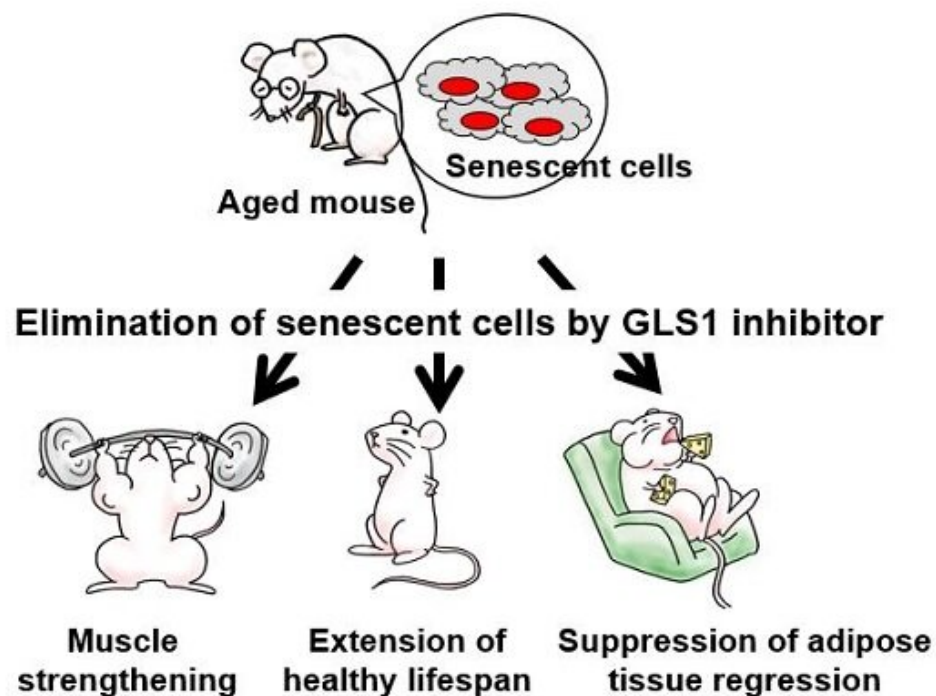 Senescent cells
Aged mouse
Elimination of senescent cells by GLS1 inhibitor
Muscle
strengthening
Extension of
healthy lifespan
Suppression of adipose
tissue regression